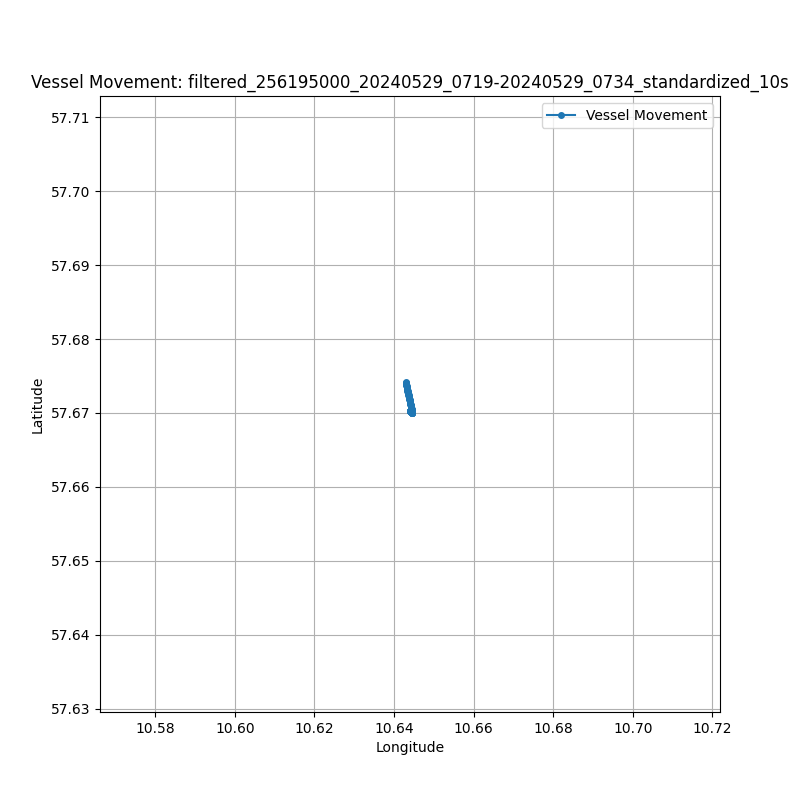 Vessel Movement: filtered_256195000_20240529_0719-20240529_0734_standardized_10s
Vessel Movement
57.71
57.70
57.69
57.68
57.67
57.66
57.65
57.64
57.63
Latitude
10.58 10.60 10.62 10.64 10.66 10.68 10.70 10.72
Longitude